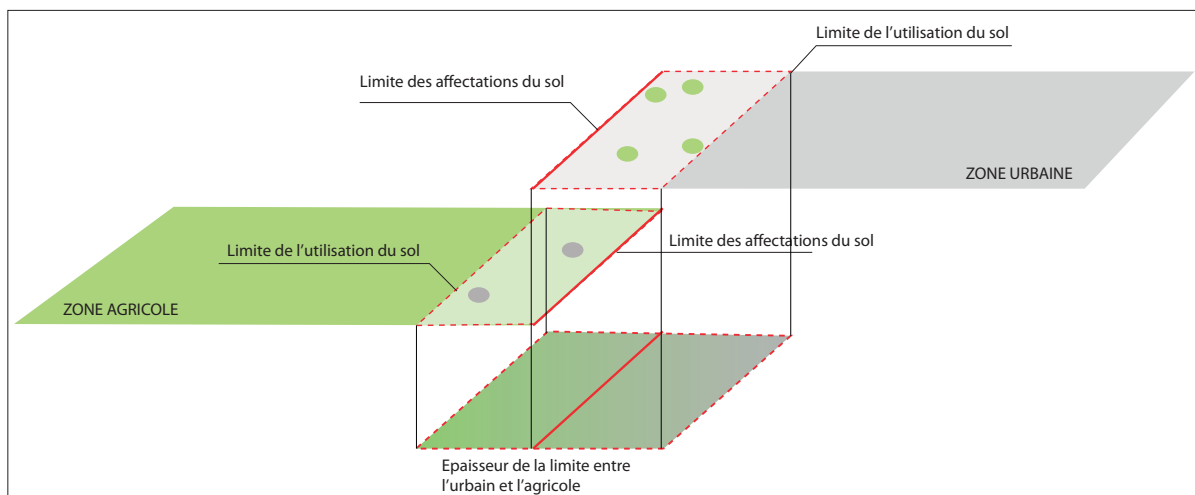 Limite de l'utilisation du sol
Limite des affectations du sol
ZONE URBAINE
Limite de l'utilisation du sol
Limite des affectations du sol
ZONE AGRICOLE
Epaisseur de la limite entre
l'urbain et l'agricole